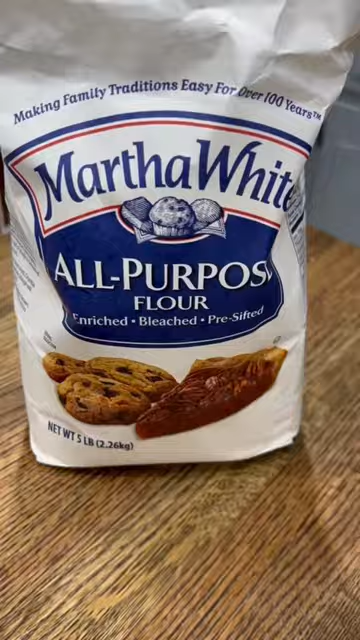 Making Family Traditions Easy For Over 100 Years™
Martha White
ALL-PURPOSE
FLOUR
Enriched • Bleached • Pre-Sifted
NET WT 5 LB (2.26kg)